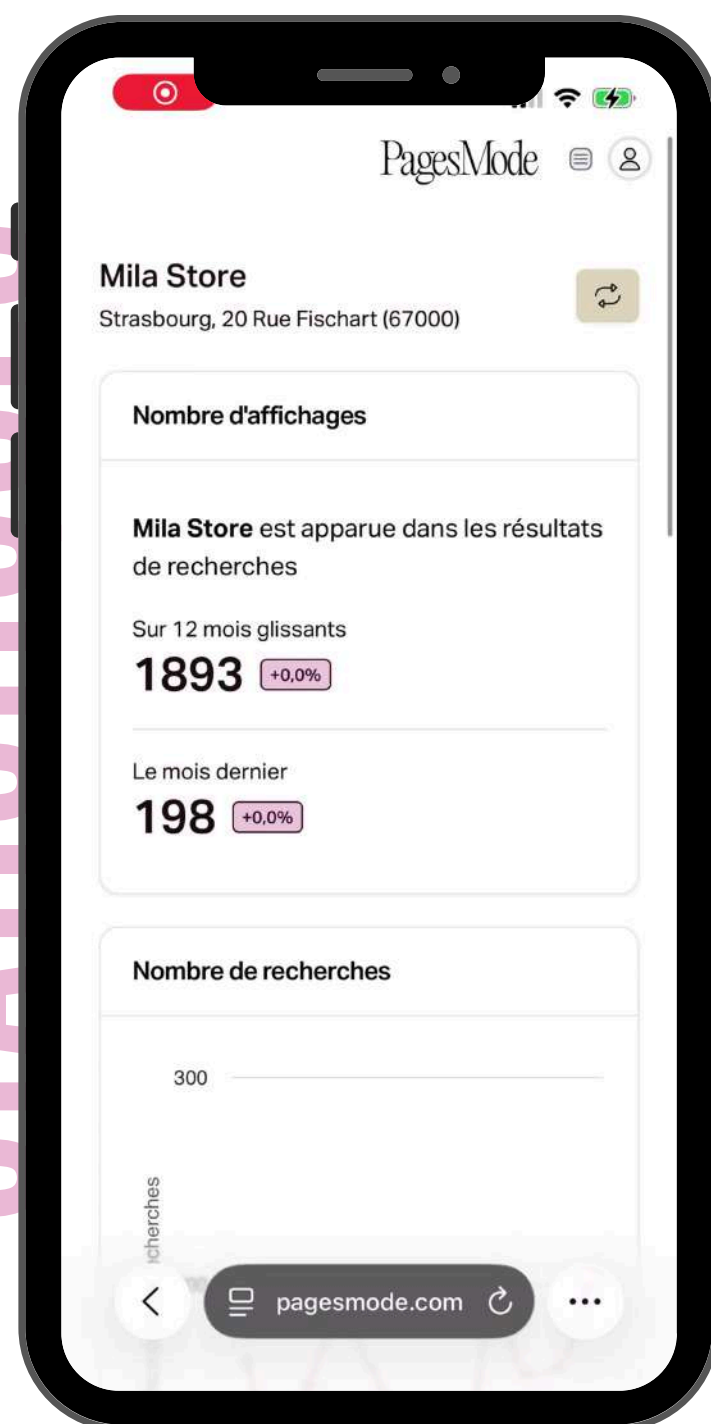 PagesMode
Mila Store
Strasbourg, 20 Rue Fischart (67000)
Nombre d'affichages
Mila Store est apparue dans les résultats
de recherches
Sur 12 mois glissants
1893 +0,0%
Le mois dernier
198 +0,0%
Nombre de recherches
300
pagesmode.com